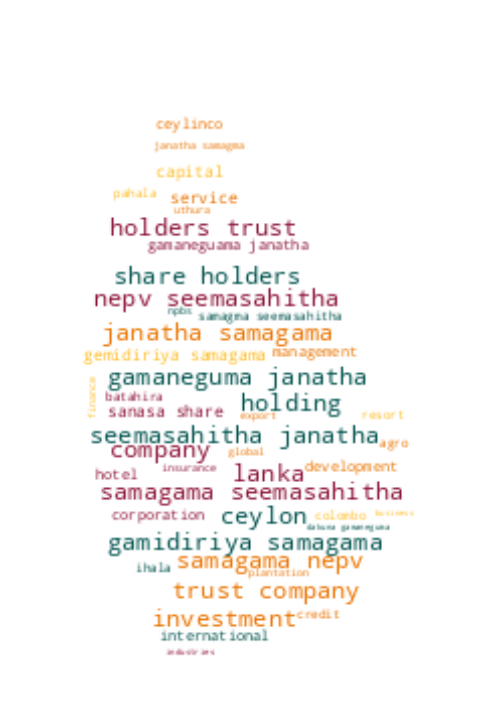 ceylinco
janatha samagma
capital
pahala
service
uthura
holders trust
gamaneguama janatha
share holders
nepv seemasahitha
npbs
samagma seemasahitha
janatha samagama
gemidiriya samagama
management
gamaneguma janatha
finance
batahira
holding
sanasa share
export
resort
seemasahitha janatha
agro
company
global
insurance
development
hotel
lanka
samagama seemasahitha
corporation
ceylon
colombo
business
dakuna gamaneguma
gamidiriya samagama
samagama nepv
ihala
plantation
trust company
investment
credit
international
industries